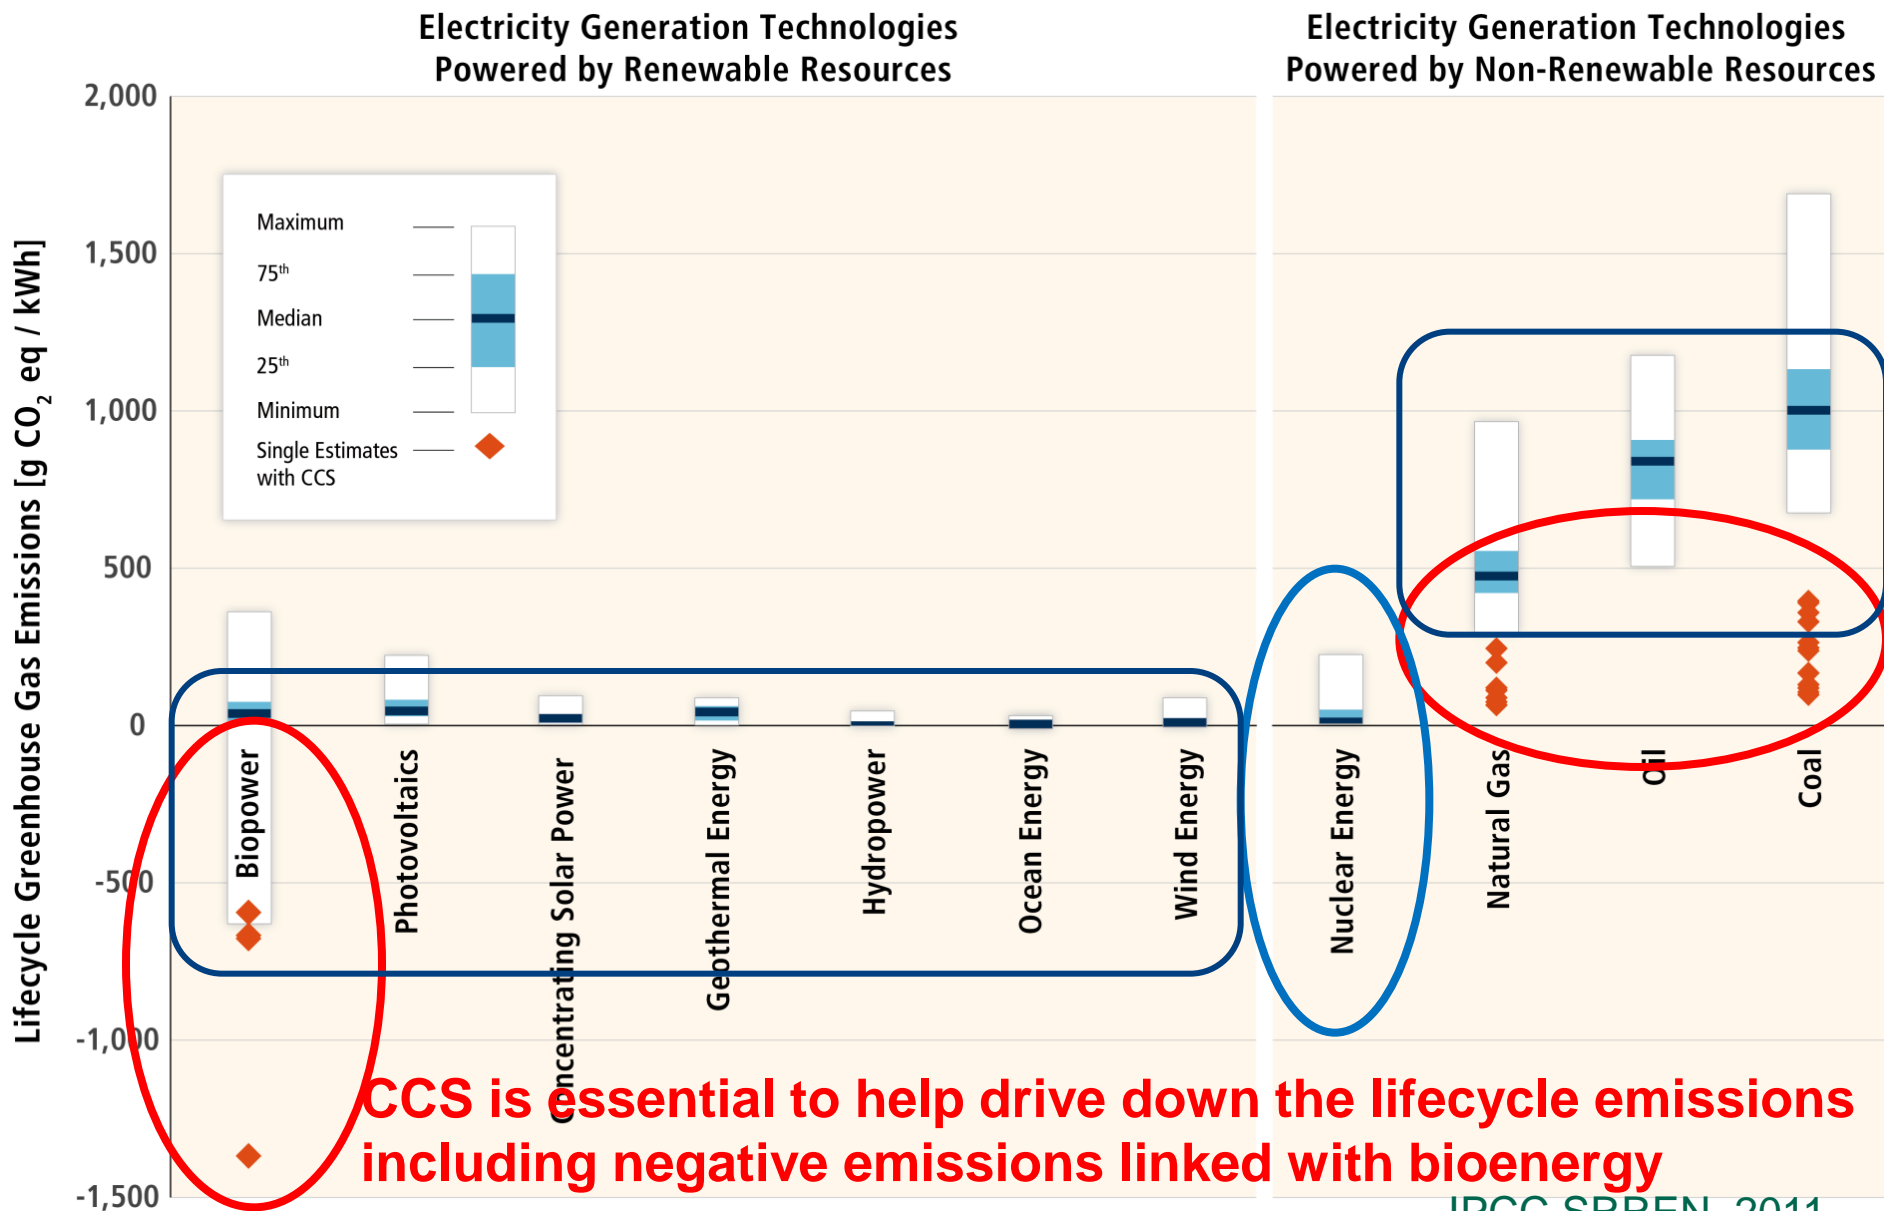 Electricity Generation Technologies
Powered by Renewable Resources
Electricity Generation Technologies
Powered by Non-Renewable Resources
Lifecycle Greenhouse Gas Emissions [g CO₂ eq / kWh]
2,000
1,500
1,000
500
0
-500
-1,000
-1,500
Maximum
75th
Median
25th
Minimum
Single Estimates
with CCS
Biopower
Photovoltaics
Concentrating Solar Power
Geothermal Energy
Hydropower
Ocean Energy
Wind Energy
Nuclear Energy
Natural Gas
Oil
Coal
CCS is essential to help drive down the lifecycle emissions
including negative emissions linked with bioenergy
IPCC SRREN, 2011